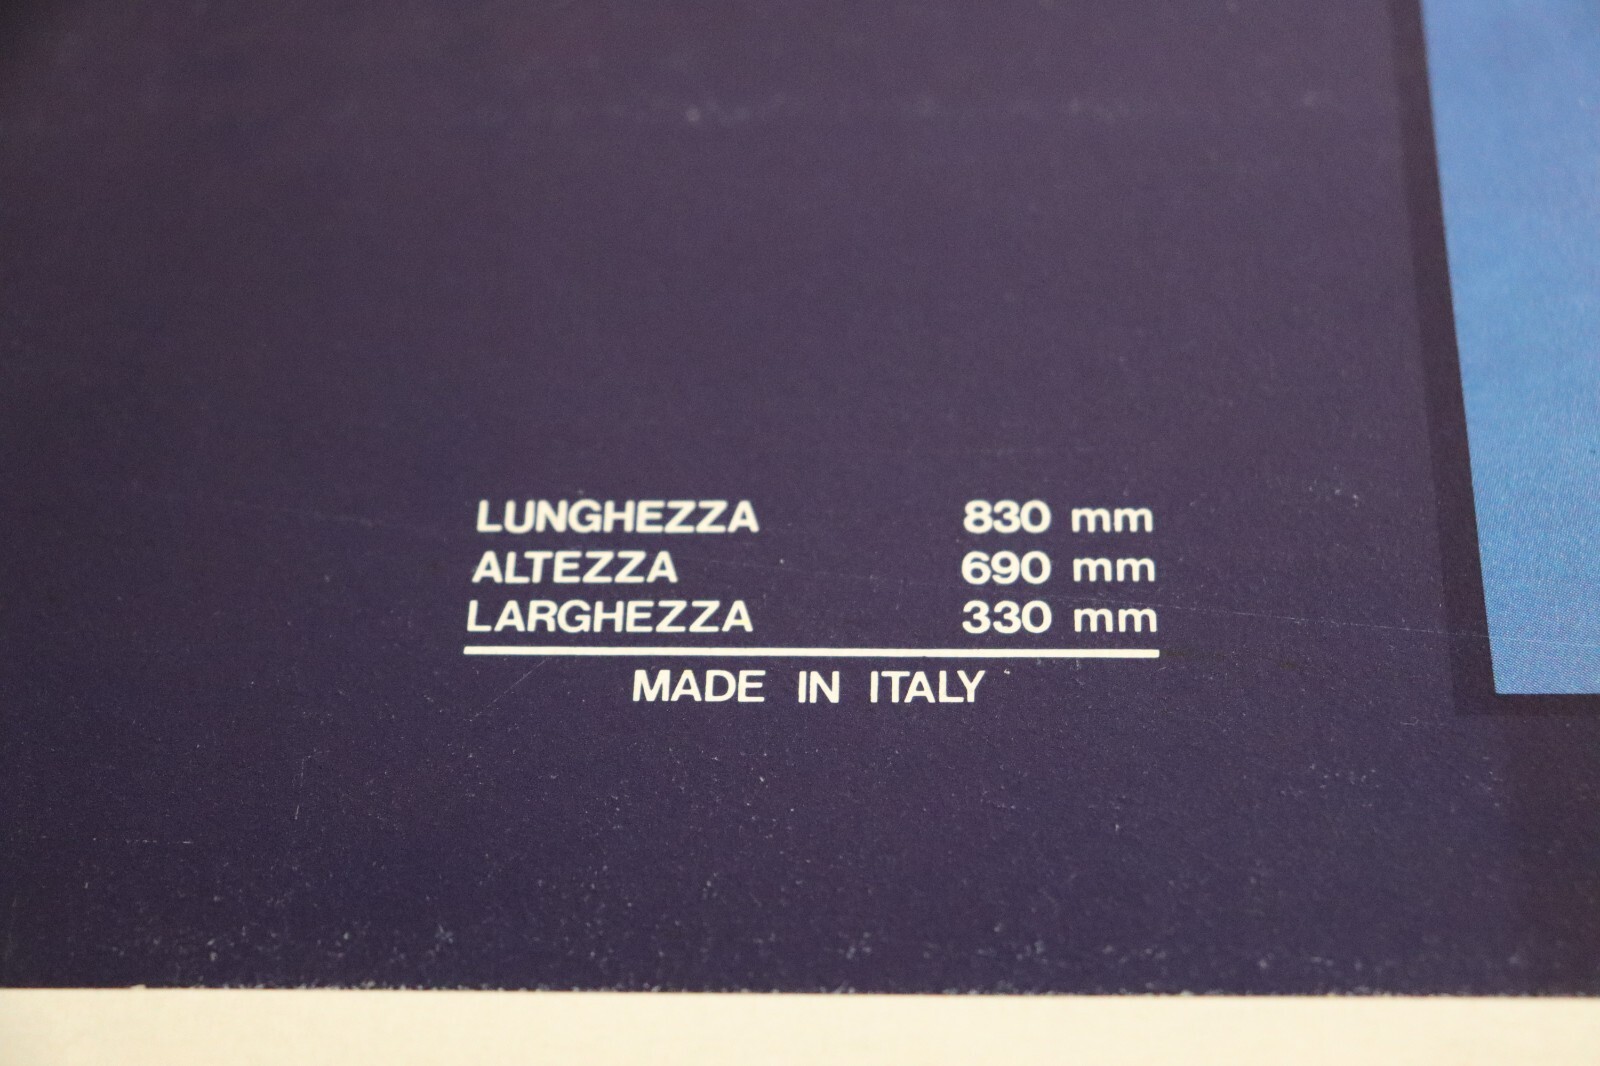 LUNGHEZZA 830 mm
ALTEZZA 690 mm
LARGHEZZA 330 mm
MADE IN ITALY